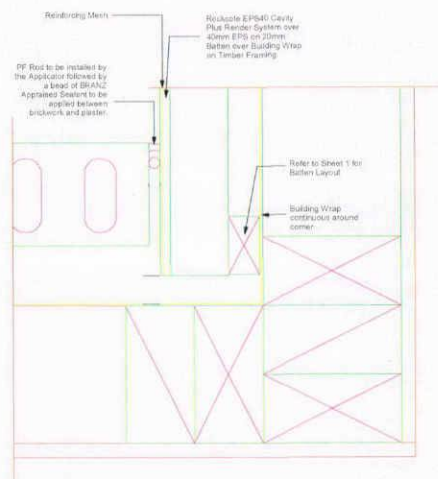 Reinforcing Mesh
Rockcote EPS40 Cavity
Plus Render System over
40mm EPS on 20mm
Batten over Building Wrap
on Timber Framing
PF Rod to be installed by
the Applicator followed by
a bead of BRANZ
Appraised Sealant to be
applied between
brickwork and plaster.
Refer to Sheet 1 for
Batten Layout
Building Wrap
continuous around
corner